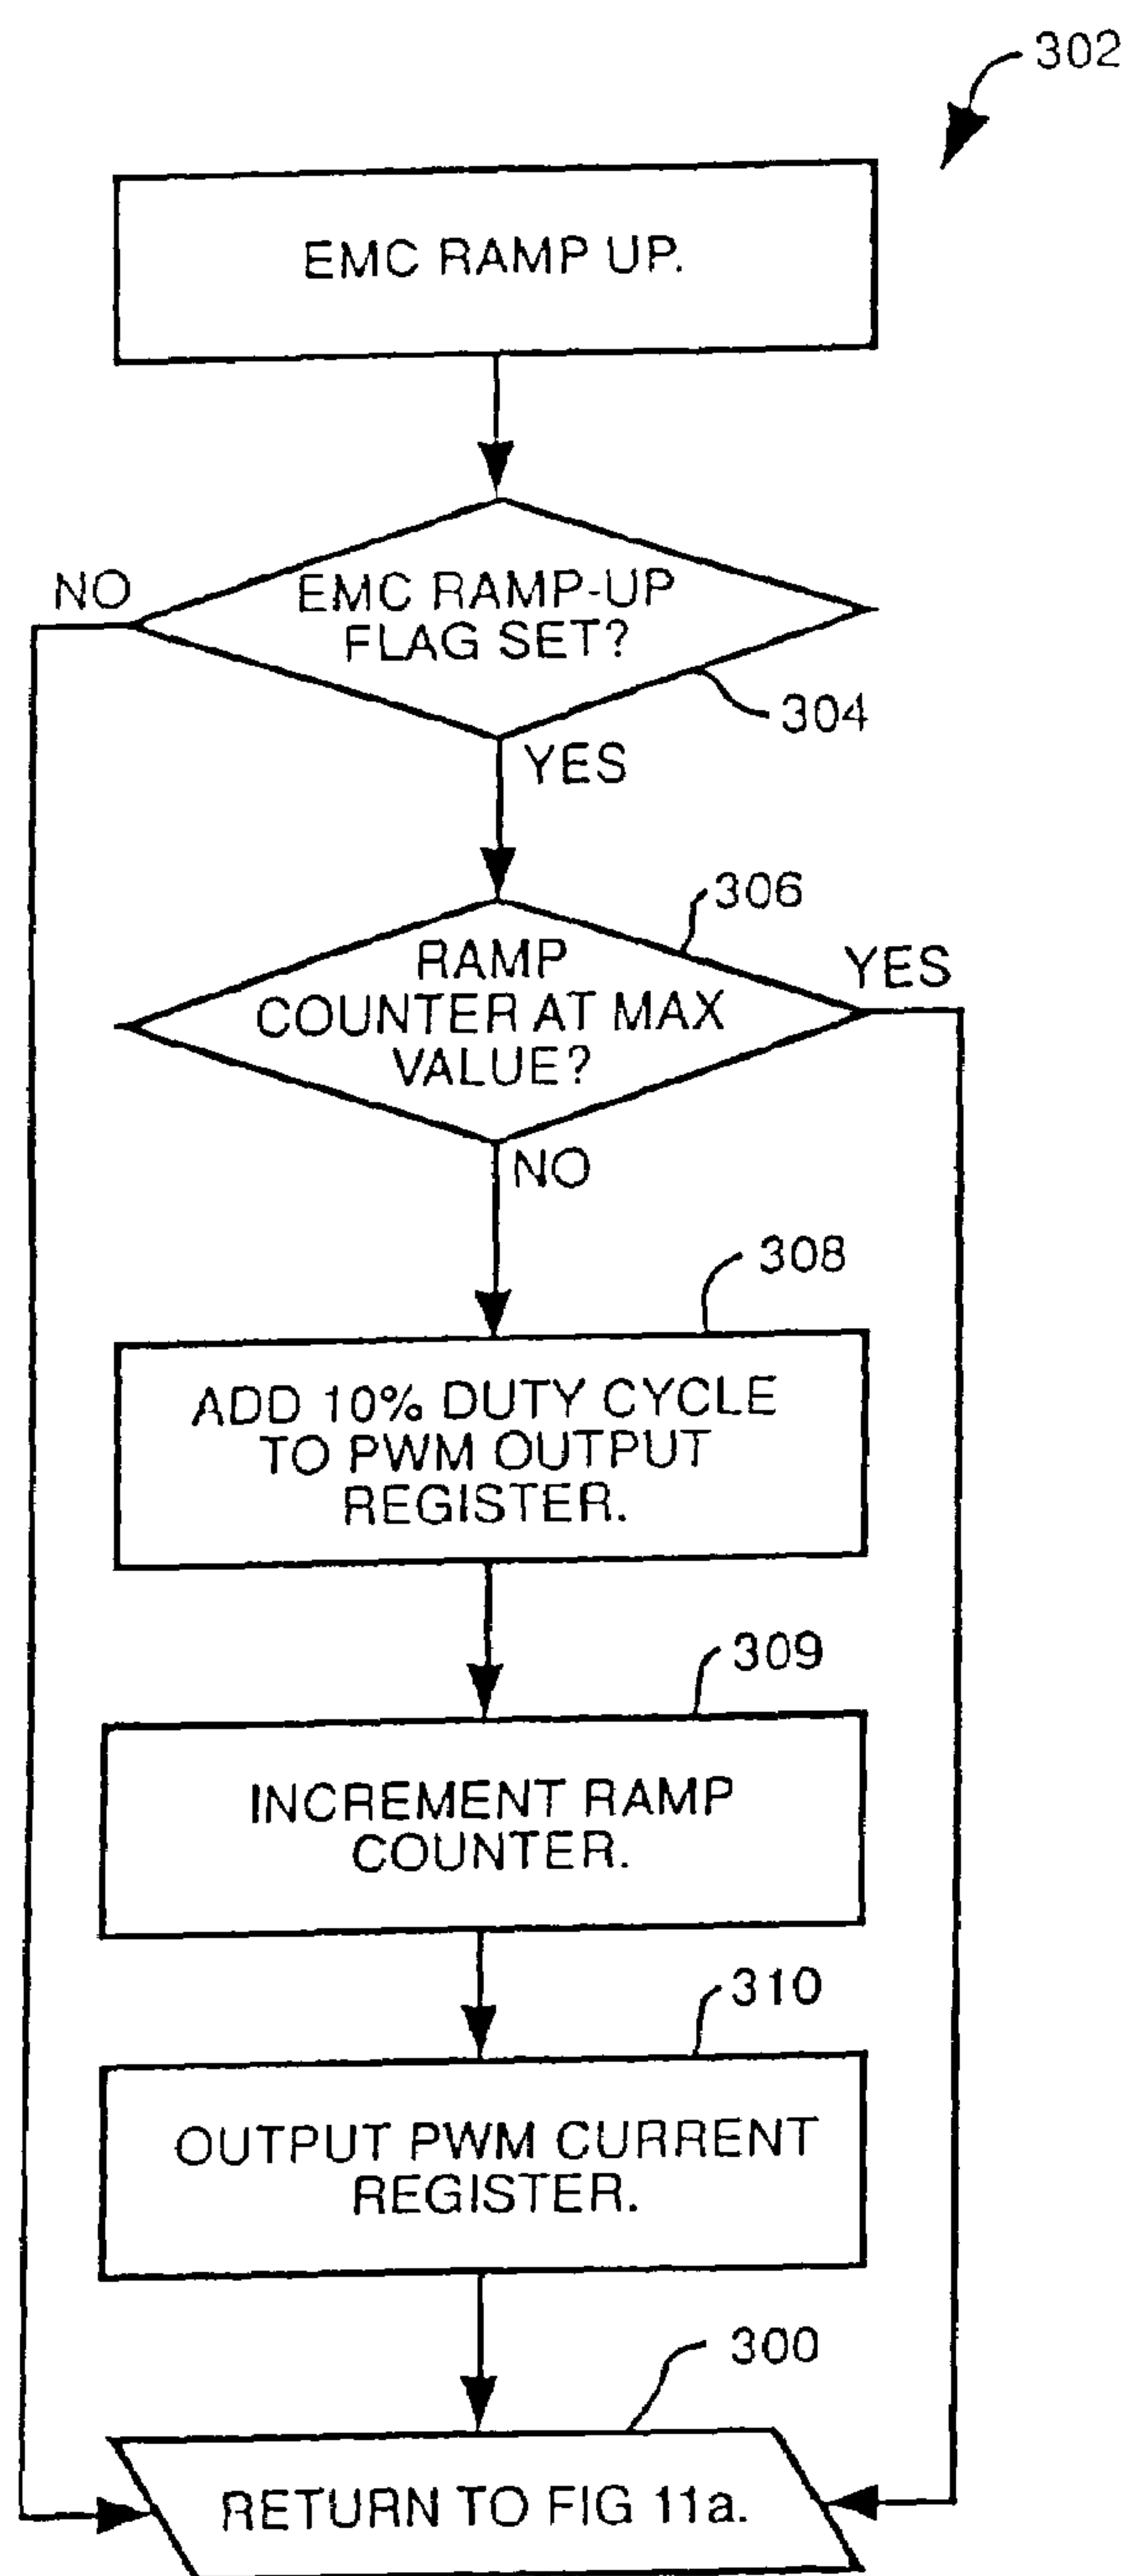 302
EMC RAMP UP.
NO
EMC RAMP-UP
FLAG SET?
304
YES
306
RAMP
COUNTER AT MAX
VALUE?
YES
NO
308
ADD 10% DUTY CYCLE
TO PWM OUTPUT
REGISTER.
309
INCREMENT RAMP
COUNTER.
310
OUTPUT PWM CURRENT
REGISTER.
300
RETURN TO FIG 11a.